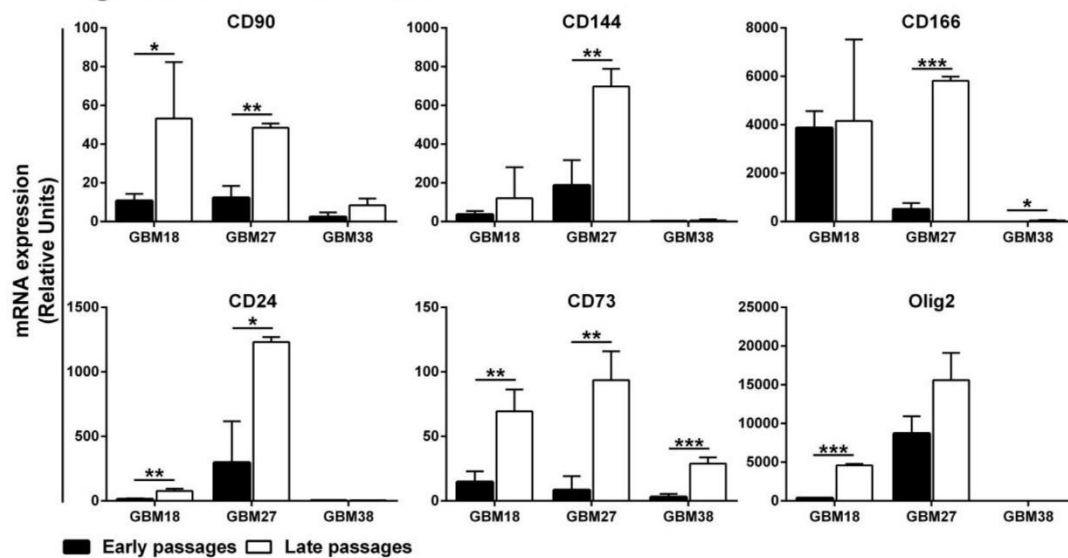 CD90
CD144
CD166
100
80
60
40
20
0
*
**
GBM18
GBM27
GBM38
1000
800
600
400
200
0
**
GBM18
GBM27
GBM38
8000
6000
4000
2000
0
***
*
GBM18
GBM27
GBM38
mRNA expression
(Relative Units)
CD24
CD73
Olig2
1500
1000
500
0
**
*
GBM18
GBM27
GBM38
150
100
50
0
**
**
***
GBM18
GBM27
GBM38
25000
20000
15000
10000
5000
0
***
GBM18
GBM27
GBM38
Early passages
Late passages